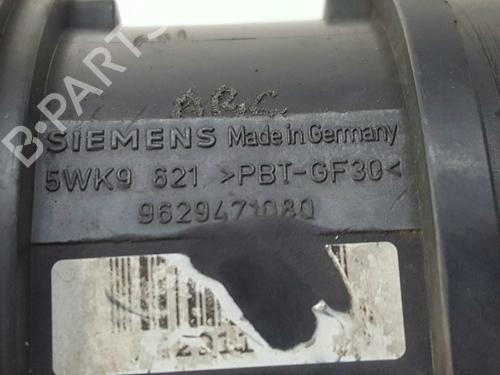 B-PARTS
SIEMENS Made in Germany
5WK9 621 >PBT-GF30<
9629471080